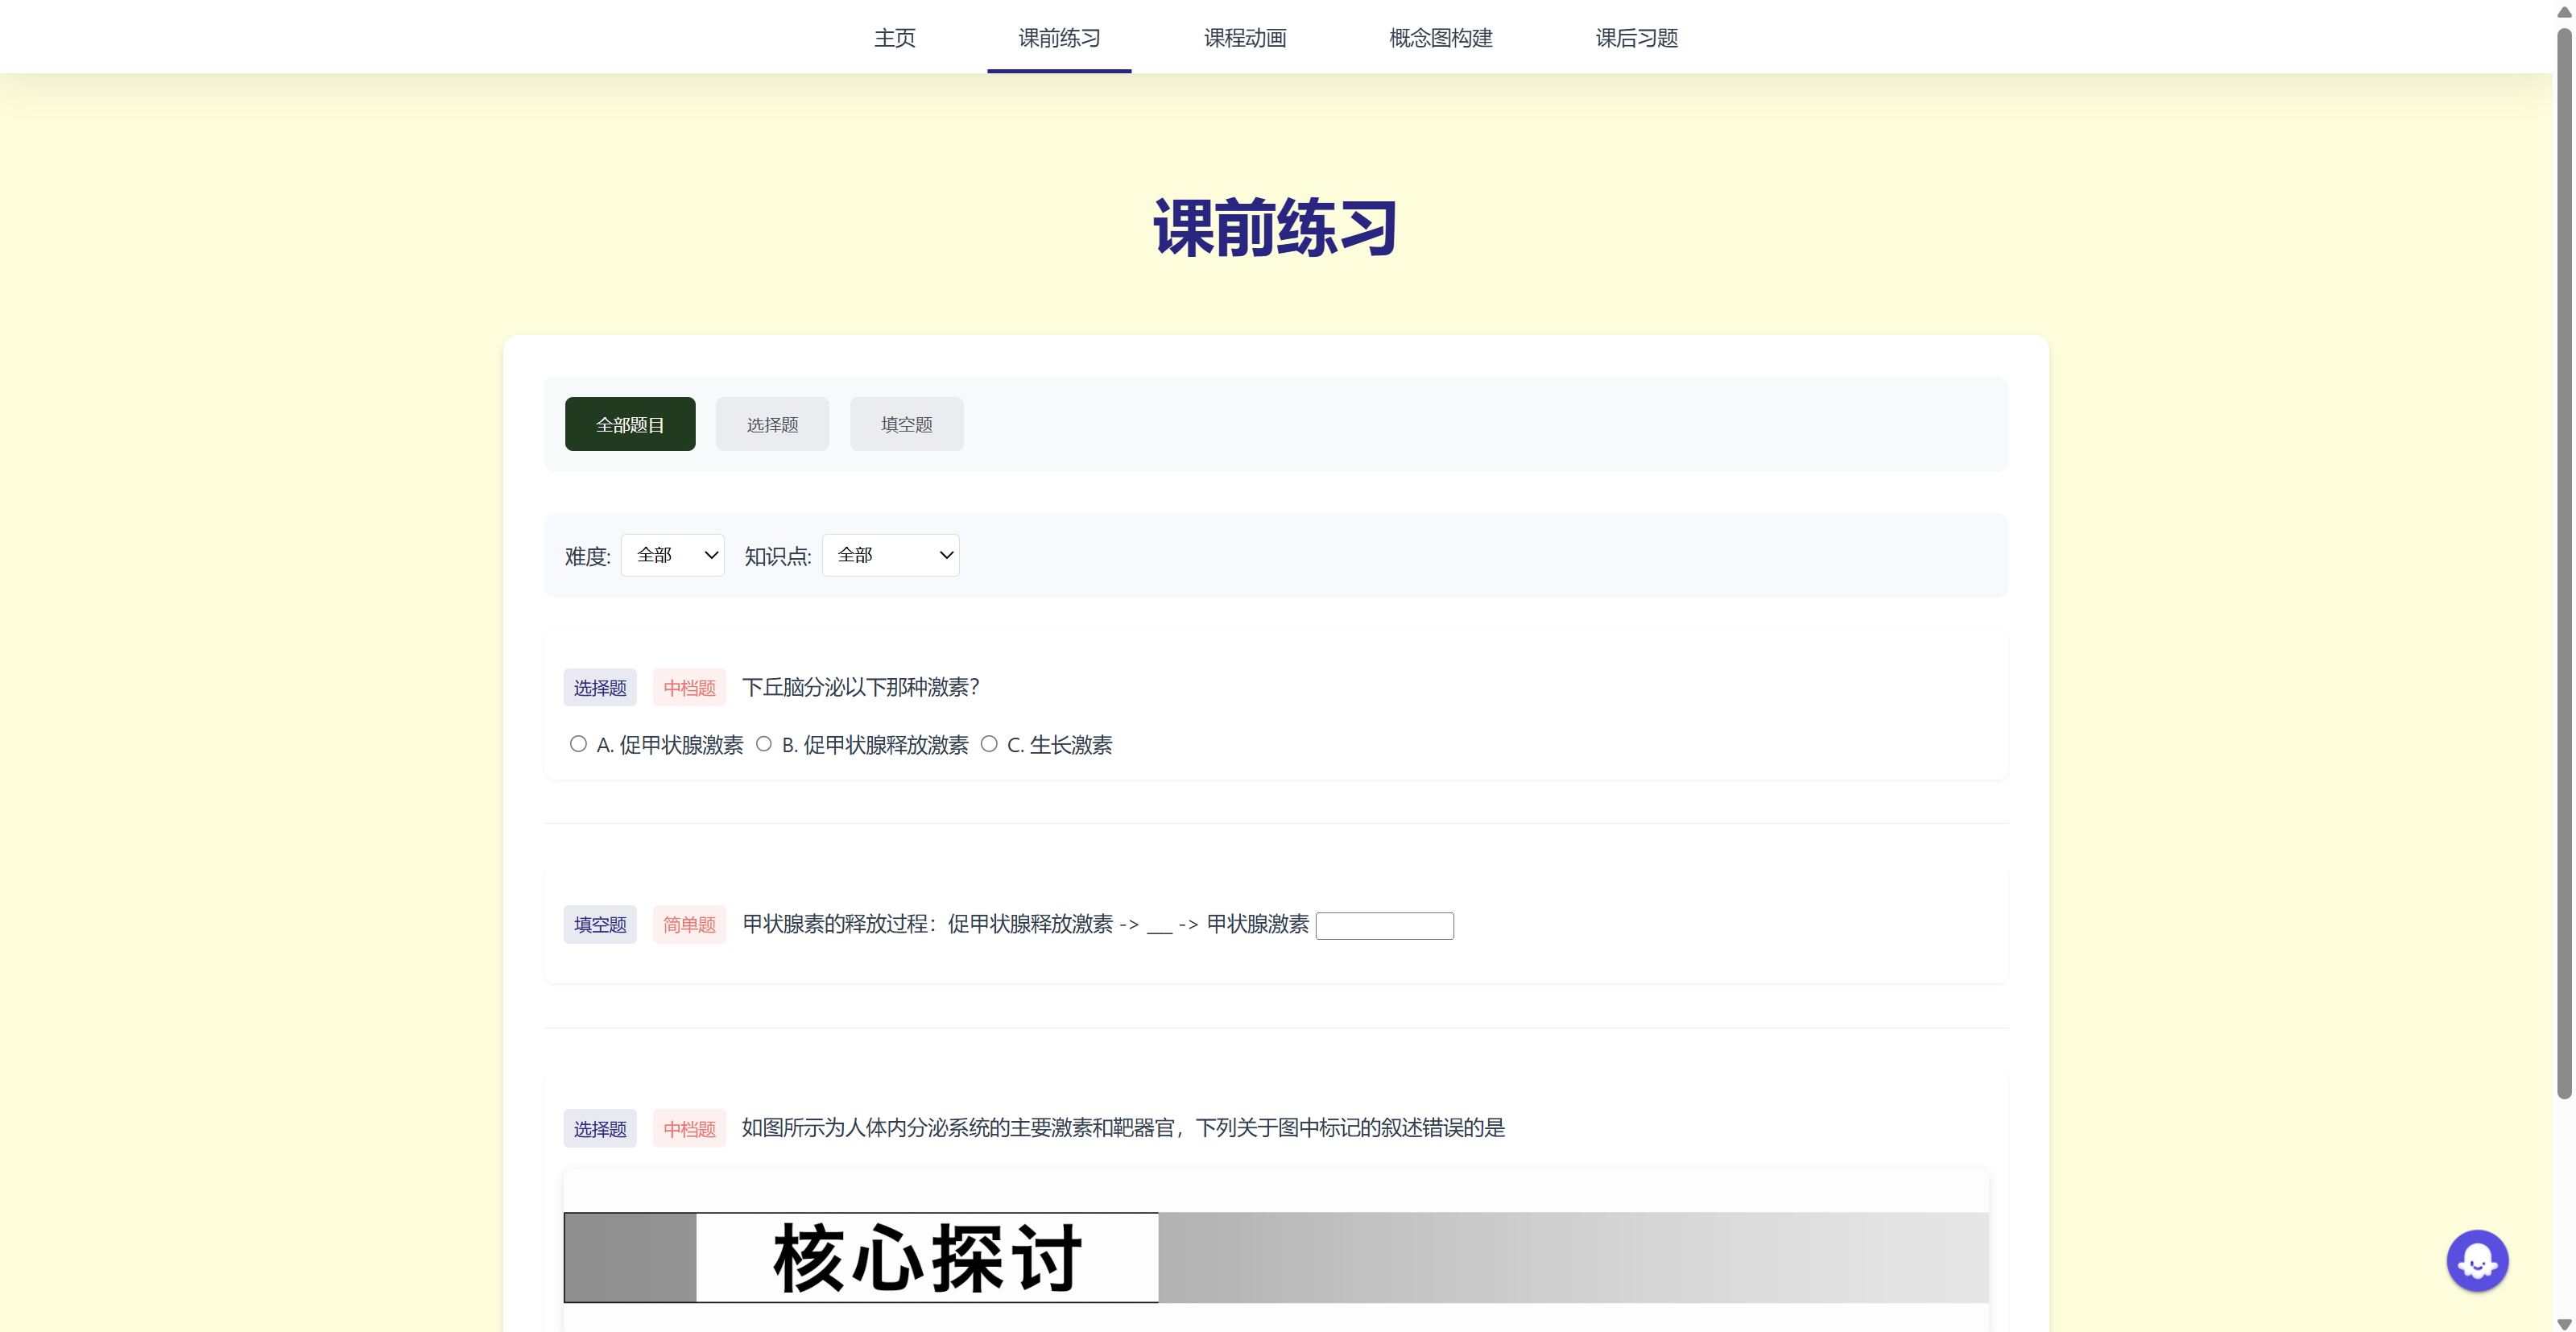 主页 课前练习 课程动画 概念图构建 课后习题
课前练习
全部题目 选择题 填空题
难度: 全部 知识点: 全部
选择题 中档题 下丘脑分泌以下那种激素?
A. 促甲状腺激素 B. 促甲状腺释放激素 C. 生长激素
填空题 简单题 甲状腺素的释放过程：促甲状腺释放激素 -> ___ -> 甲状腺激素
选择题 中档题 如图所示为人体内分泌系统的主要激素和靶器官，下列关于图中标记的叙述错误的是
核心探讨